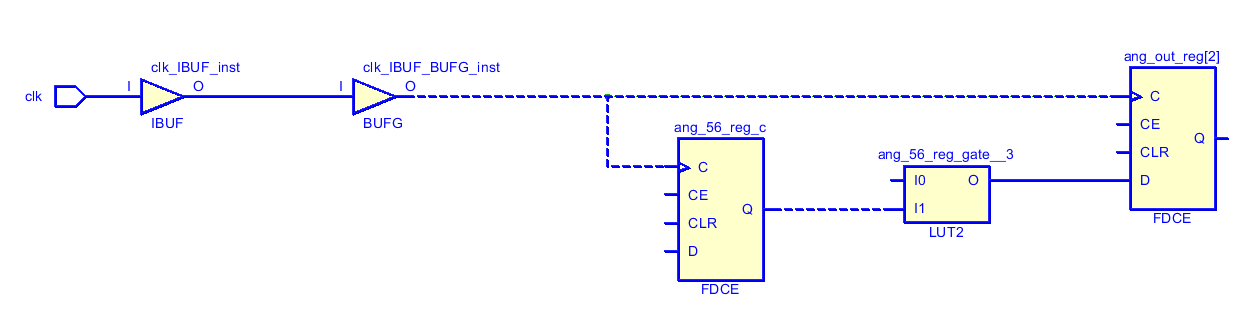 ang_out_reg[2]
clk_IBUF_inst
clk_IBUF_BUFG_inst
I
O
I
O
clk
C
IBUF
BUFG
CE
ang_56_reg_c
Q
CLR
ang_56_reg_gate__3
C
I0
O
D
CE
Q
I1
FDCE
CLR
LUT2
D
FDCE